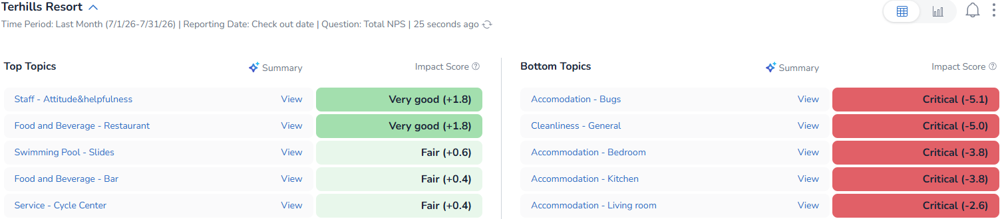 Terhills Resort
Time Period: Last Month (7/1/26-7/31/26) | Reporting Date: Check out date | Question: Total NPS | 25 seconds ago
Top Topics Summary Impact Score
Staff - Attitude&helpfulness View Very good (+1.8)
Food and Beverage - Restaurant View Very good (+1.8)
Swimming Pool - Slides View Fair (+0.6)
Food and Beverage - Bar View Fair (+0.4)
Service - Cycle Center View Fair (+0.4)
Bottom Topics Summary Impact Score
Accomodation - Bugs View Critical (-5.1)
Cleanliness - General View Critical (-5.0)
Accommodation - Bedroom View Critical (-3.8)
Accommodation - Kitchen View Critical (-3.8)
Accommodation - Living room View Critical (-2.6)